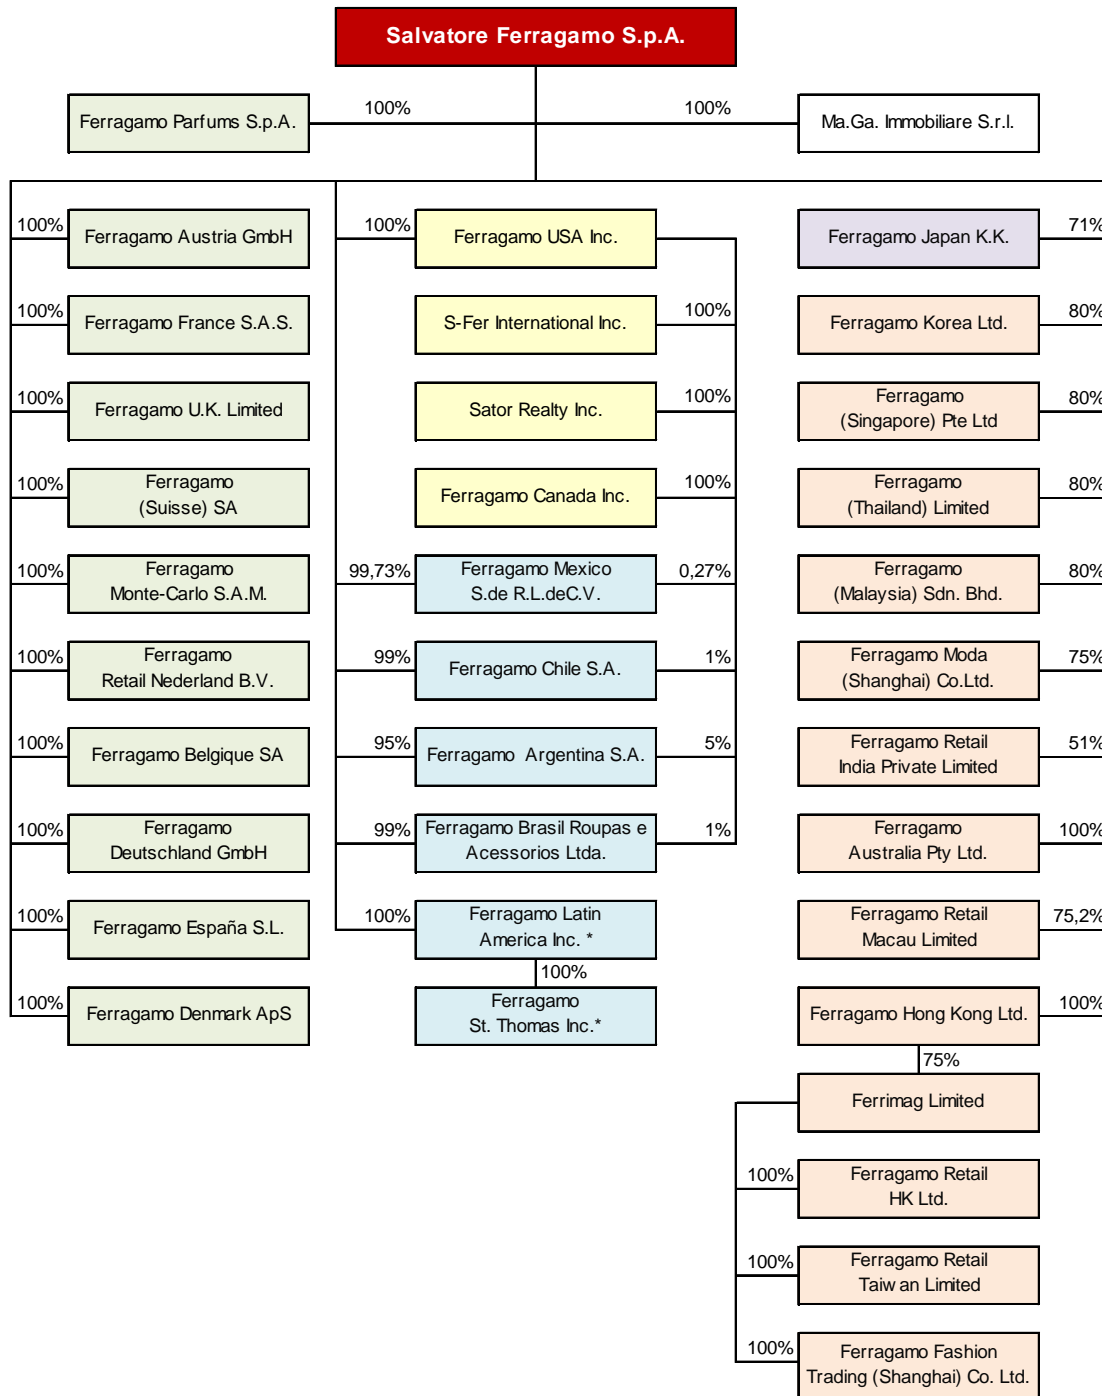 Salvatore Ferragamo S.p.A.
Ferragamo Parfums S.p.A.
100%
100%
Ma.Ga. Immobiliare S.r.l.
100%
Ferragamo Austria GmbH
100%
Ferragamo USA Inc.
Ferragamo Japan K.K.
71%
100%
Ferragamo France S.A.S.
S-Fer International Inc.
100%
Ferragamo Korea Ltd.
80%
100%
Ferragamo U.K. Limited
Sator Realty Inc.
100%
Ferragamo
(Singapore) Pte Ltd
80%
100%
Ferragamo
(Suisse) SA
Ferragamo Canada Inc.
100%
Ferragamo
(Thailand) Limited
80%
100%
Ferragamo
Monte-Carlo S.A.M.
99,73%
Ferragamo Mexico
S.de R.L.deC.V.
0,27%
Ferragamo
(Malaysia) Sdn. Bhd.
80%
100%
Ferragamo
Retail Nederland B.V.
99%
Ferragamo Chile S.A.
1%
Ferragamo Moda
(Shanghai) Co.Ltd.
75%
100%
Ferragamo Belgique SA
95%
Ferragamo Argentina S.A.
5%
Ferragamo Retail
India Private Limited
51%
100%
Ferragamo
Deutschland GmbH
99%
Ferragamo Brasil Roupas e
Acessorios Ltda.
1%
Ferragamo
Australia Pty Ltd.
100%
100%
Ferragamo España S.L.
100%
Ferragamo Latin
America Inc. *
Ferragamo Retail
Macau Limited
75,2%
100%
Ferragamo Denmark ApS
100%
Ferragamo
St. Thomas Inc.*
Ferragamo Hong Kong Ltd.
100%
75%
Ferrimag Limited
100%
Ferragamo Retail
HK Ltd.
100%
Ferragamo Retail
Taiwan Limited
100%
Ferragamo Fashion
Trading (Shanghai) Co. Ltd.